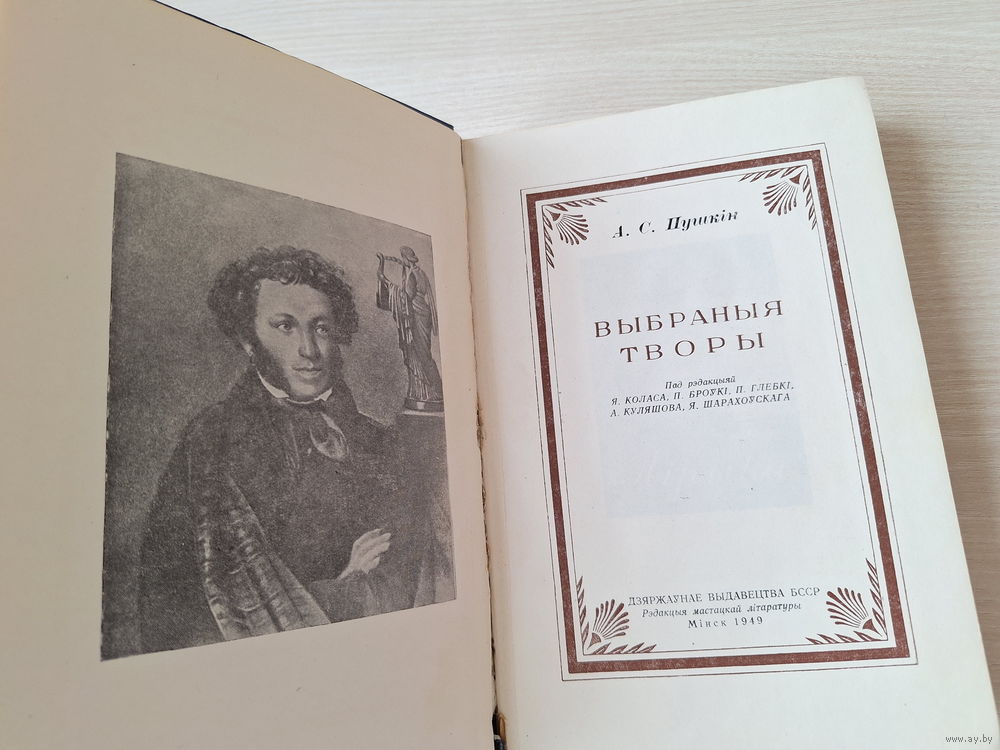 А. С. Пушкін
ВЫБРАНЫЯ
ТВОРЫ
Пад рэдакцыяй
Я. КОЛАСА, П. БРОЎКІ, П. ГЛЕБКІ,
А. КУЛЯШОВА, Я. ШАРАХОЎСКАГА
ДЗЯРЖАУНАЕ ВЫДАВЕЦТВА БССР
Рэдакцыя мастацкай літаратуры
Мінск 1949
www.ay.by